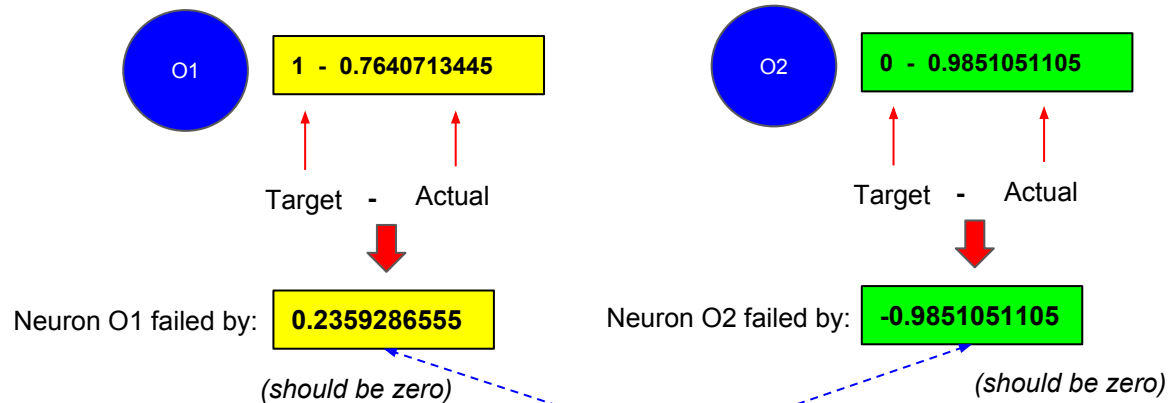 O1
1 - 0.7640713445
Target - Actual
Neuron O1 failed by: 0.2359286555
(should be zero)
O2
0 - 0.9851051105
Target - Actual
Neuron O2 failed by: -0.9851051105
(should be zero)